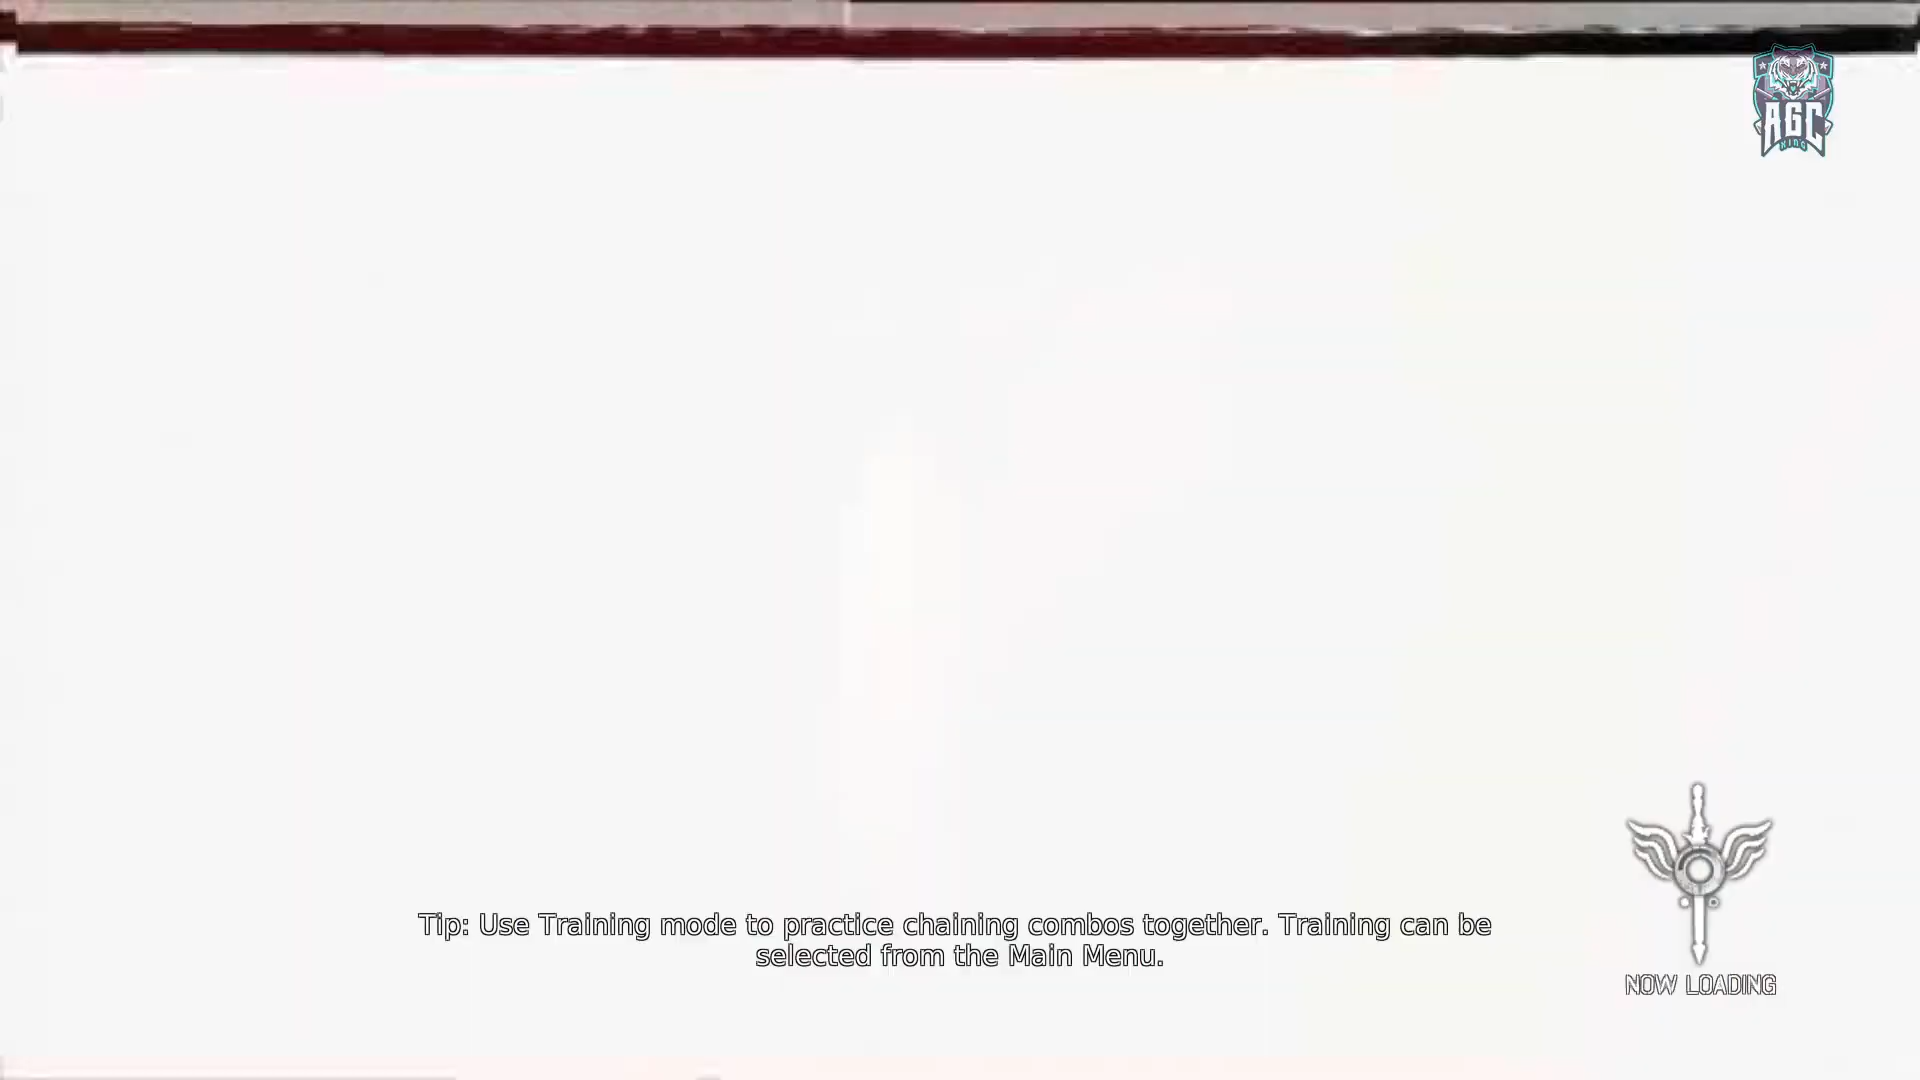 AGC
KING
Tip: Use Training mode to practice chaining combos together. Training can be
selected from the Main Menu.
NOW LOADING